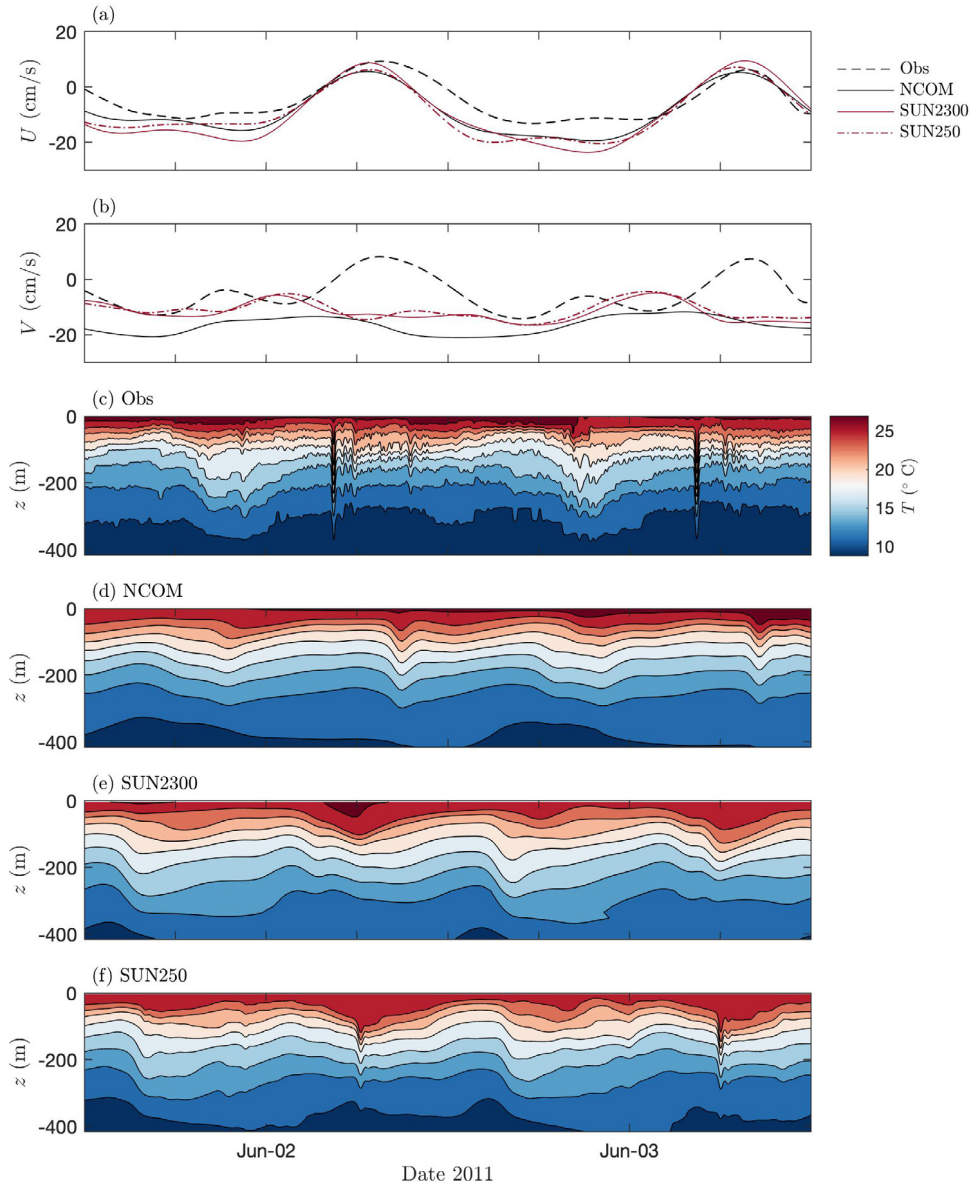 (a)
20
0
-20
U (cm/s)
Obs
NCOM
SUN2300
SUN250
(b)
20
0
-20
V (cm/s)
(c) Obs
0
-200
-400
z (m)
25
20
15
10
T (° C)
(d) NCOM
0
-200
-400
z (m)
(e) SUN2300
0
-200
-400
z (m)
(f) SUN250
0
-200
-400
z (m)
Jun-02 Jun-03
Date 2011